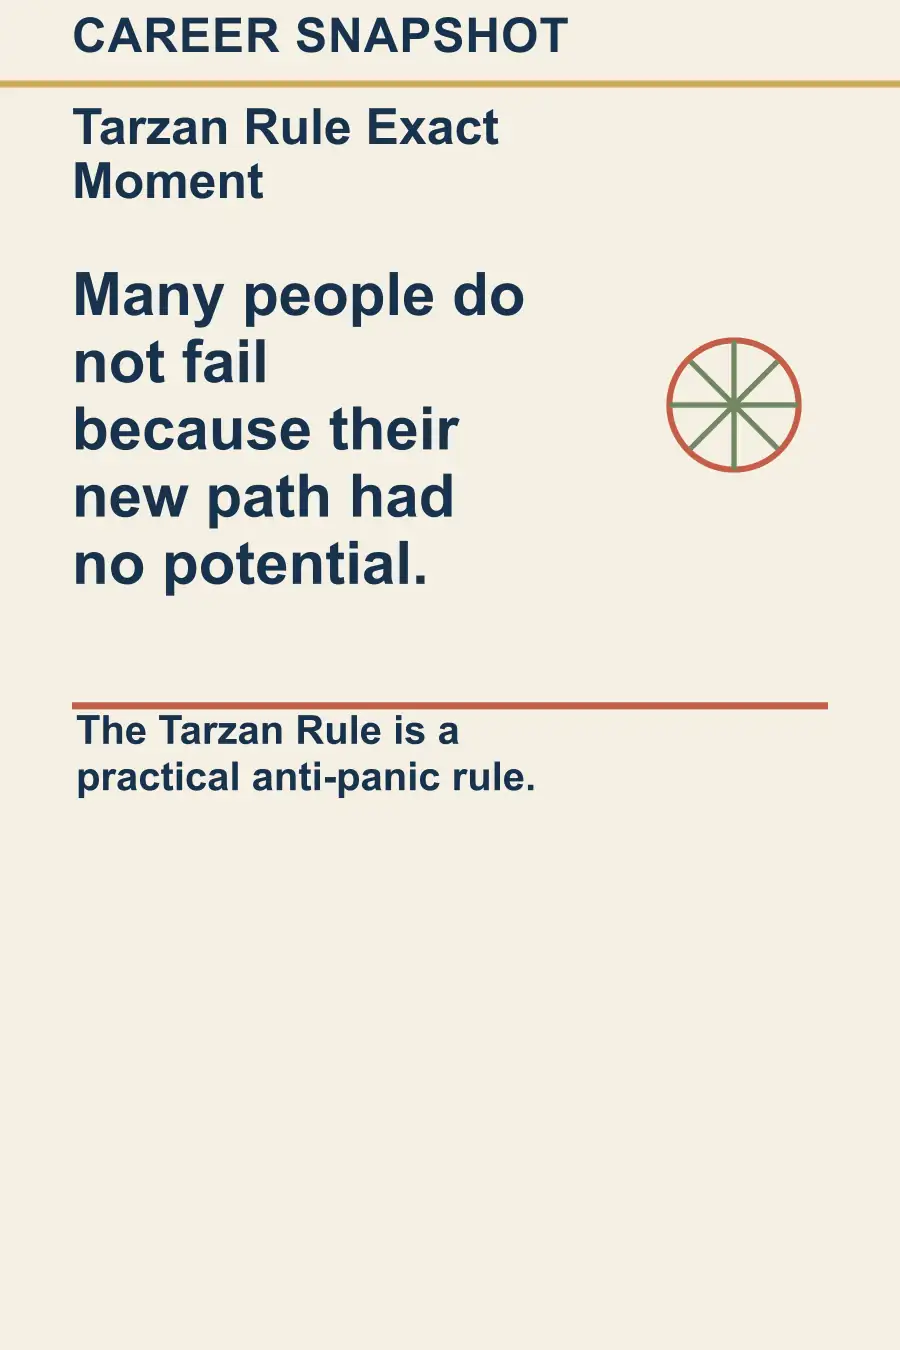 CAREER SNAPSHOT
Tarzan Rule Exact
Moment
Many people do
not fail
because their
new path had
no potential.
The Tarzan Rule is a
practical anti-panic rule.